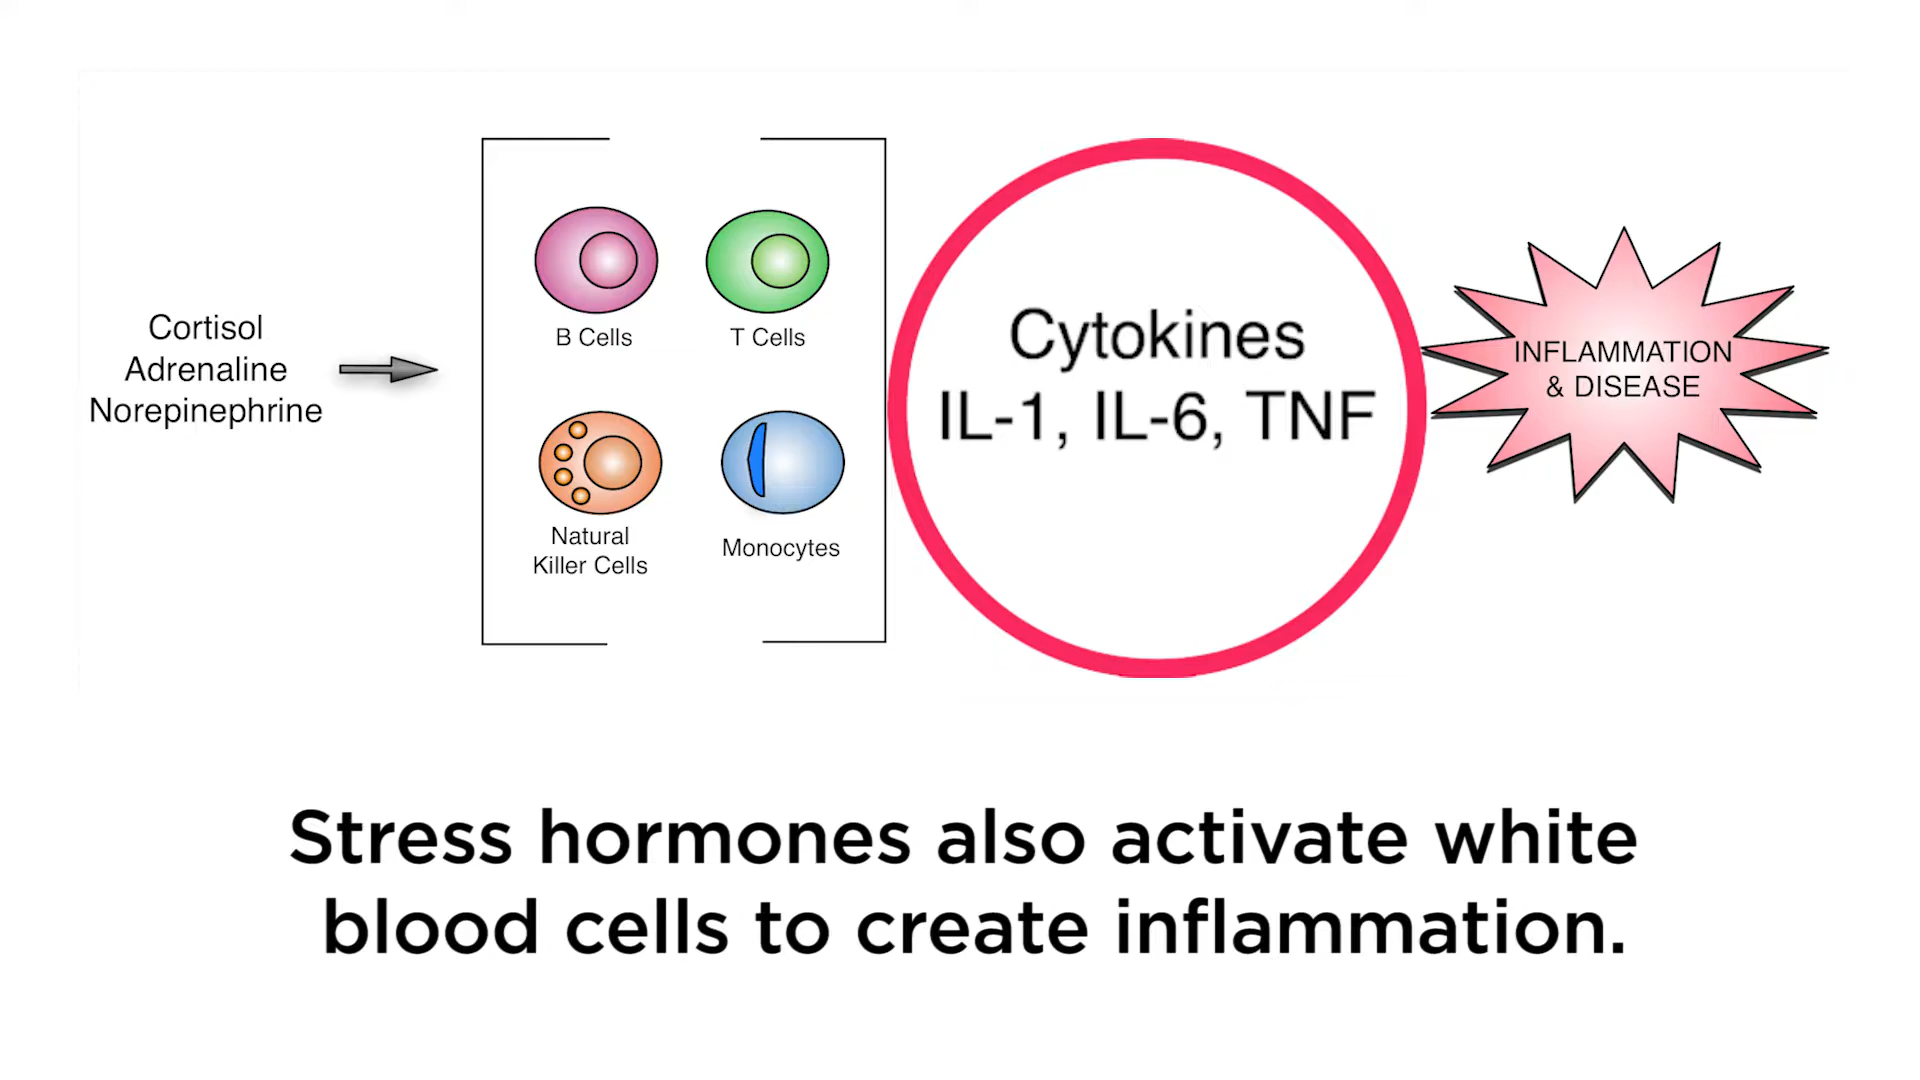 Cortisol
Adrenaline
Norepinephrine
B Cells
T Cells
Natural
Killer Cells
Monocytes
Cytokines
IL-1, IL-6, TNF
INFLAMMATION
& DISEASE
Stress hormones also activate white
blood cells to create inflammation.